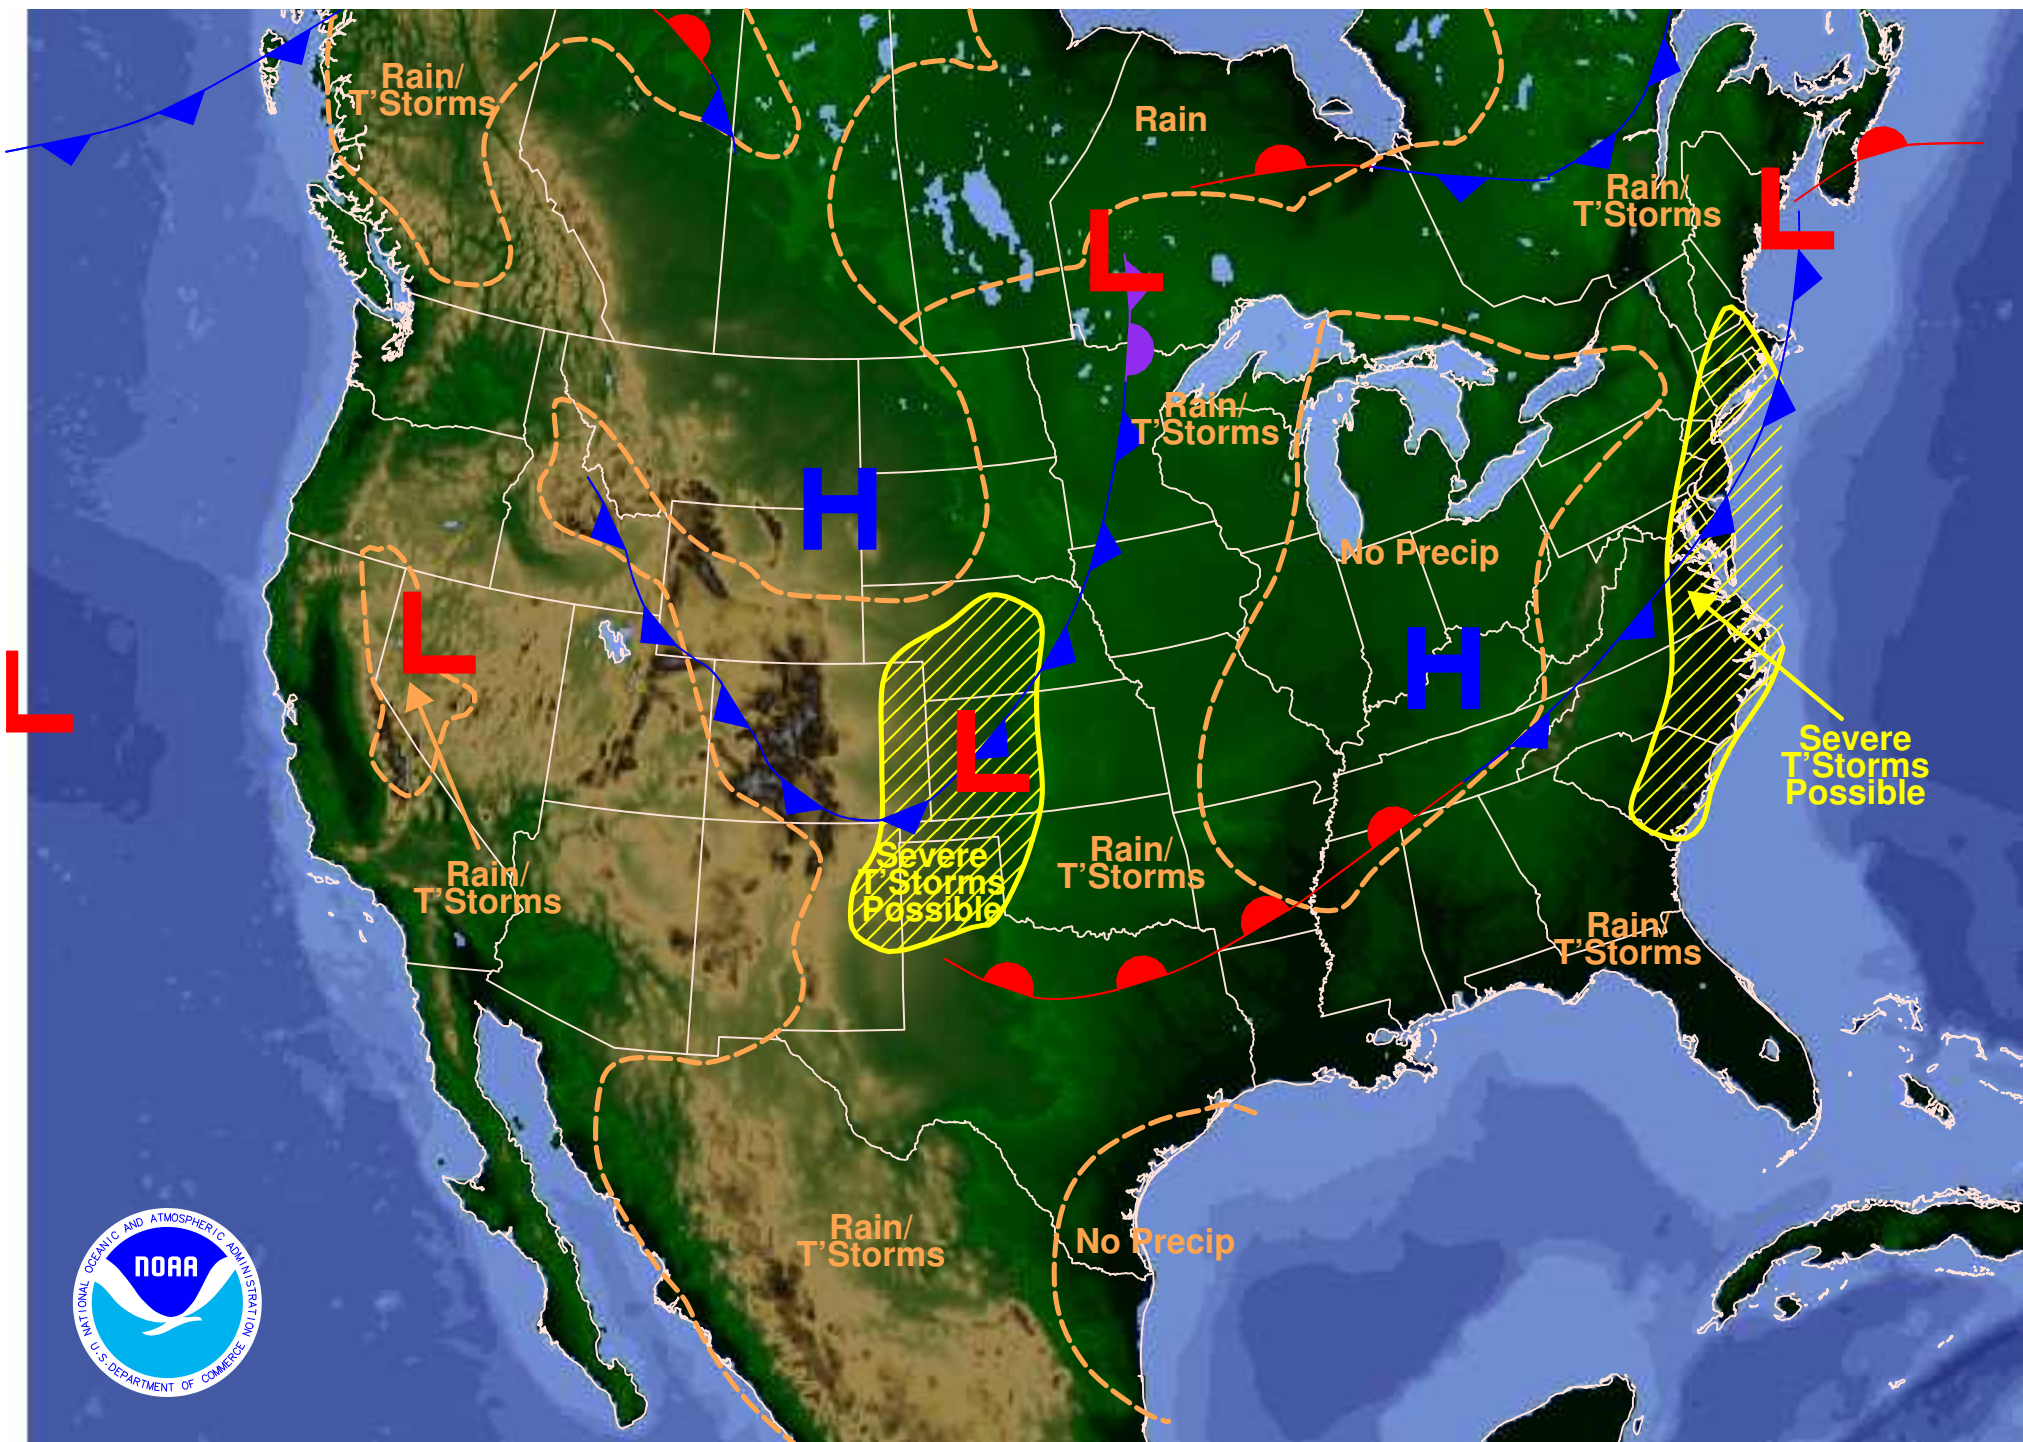 Rain/
T'Storms
Rain
Rain/
T'Storms
L
L
Rain/
T'Storms
H
No Precip
L
L
H
L
Severe
T'Storms
Possible
Severe
T'Storms
Possible
Rain/
T'Storms
Rain/
T'Storms
Rain/
T'Storms
Rain/
T'Storms
No Precip
NATIONAL OCEANIC AND ATMOSPHERIC ADMINISTRATION
NOAA
U.S. DEPARTMENT OF COMMERCE